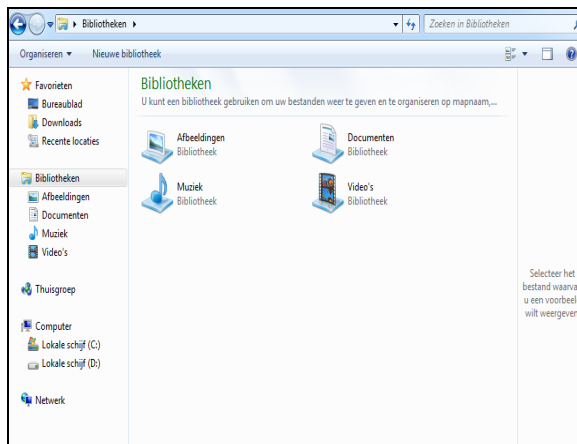 Bibliotheken
Zoeken in Bibliotheken
Organiseren
Nieuwe bibliotheek
Favorieten
Bureaublad
Downloads
Recente locaties
Bibliotheken
Afbeeldingen
Documenten
Muziek
Video's
Thuisgroep
Computer
Lokale schijf (C:)
Lokale schijf (D:)
Netwerk
Bibliotheken
U kunt een bibliotheek gebruiken om uw bestanden weer te geven en te organiseren op mapnaam,...
Afbeeldingen
Bibliotheek
Documenten
Bibliotheek
Muziek
Bibliotheek
Video's
Bibliotheek
Selecteer het
bestand waarva
u een voorbeel
wilt weergeven